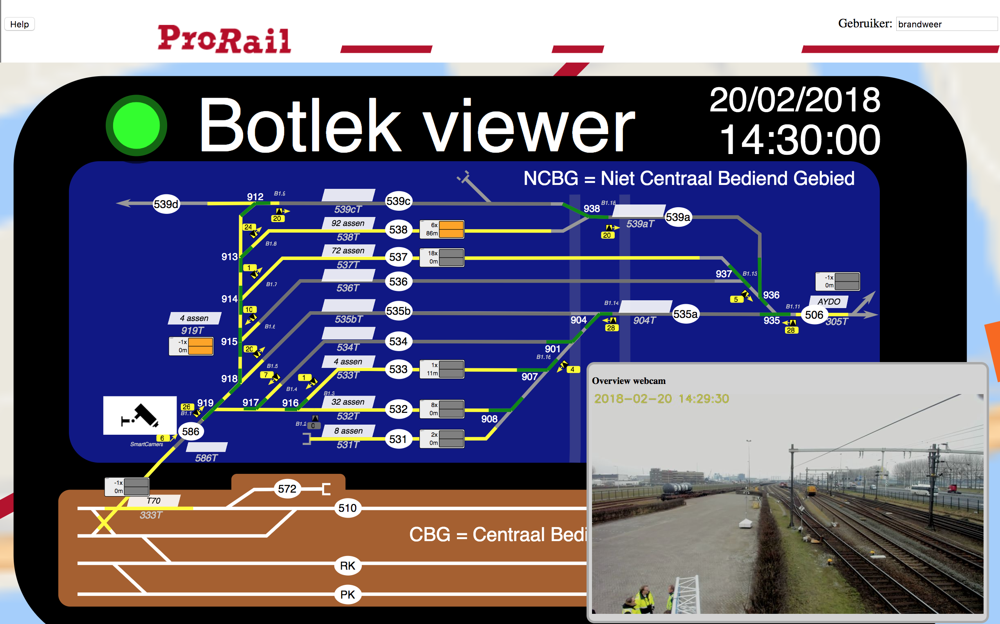 Help
ProRail
Gebruiker: brandweer
Botlek viewer
20/02/2018
14:30:00
NCBG = Niet Centraal Bediend Gebied
539d
912
B1.9
20
539cT
539c
938
B1.18
20
539aT
539a
24
B1.8
92 assen
538T
538
6x
86m
913
1
B1.7
72 assen
537T
537
18x
0m
937
B1.13
5
936
-1x
0m
914
10
B1.6
536T
536
4 assen
919T
-1x
0m
915
20
B1.5
535bT
535b
904
B1.14
28
904T
535a
935
B1.11
28
506
AYDO
305T
534T
534
901
B1.16
4
918
7
B1.4
1
B1.3
4 assen
533T
533
1x
11m
907
26
B1.1
919
917
916
32 assen
532T
532
8x
0m
908
B1.2
0
586
6
SmartCamera
586T
8 assen
531T
531
2x
0m
-1x
0m
T70
333T
572
510
CBG = Centraal Bedi
RK
PK
Overview webcam
2018-02-20 14:29:30
GATX